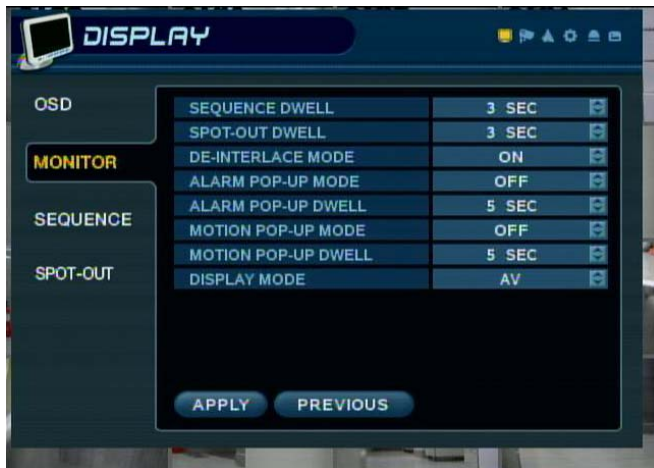 DISPLAY
OSD
MONITOR
SEQUENCE
SPOT-OUT
SEQUENCE DWELL 3 SEC
SPOT-OUT DWELL 3 SEC
DE-INTERLACE MODE ON
ALARM POP-UP MODE OFF
ALARM POP-UP DWELL 5 SEC
MOTION POP-UP MODE OFF
MOTION POP-UP DWELL 5 SEC
DISPLAY MODE AV
APPLY PREVIOUS